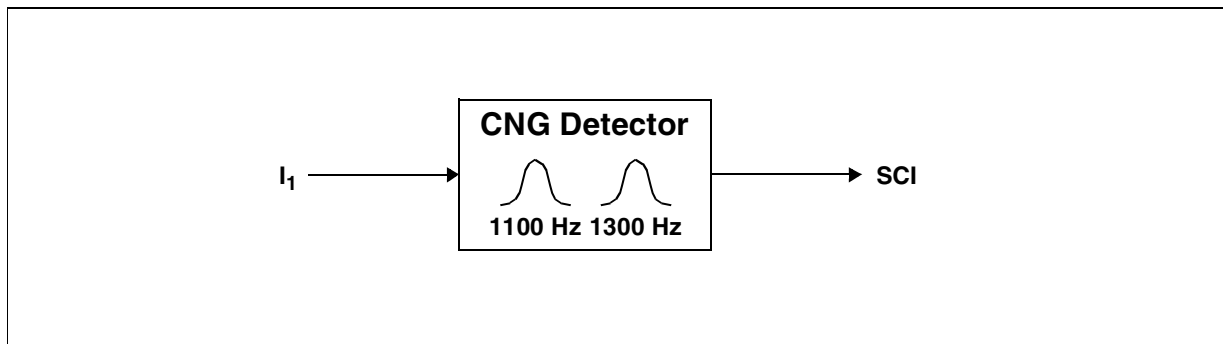 CNG Detector
I1
SCI
1100 Hz 1300 Hz